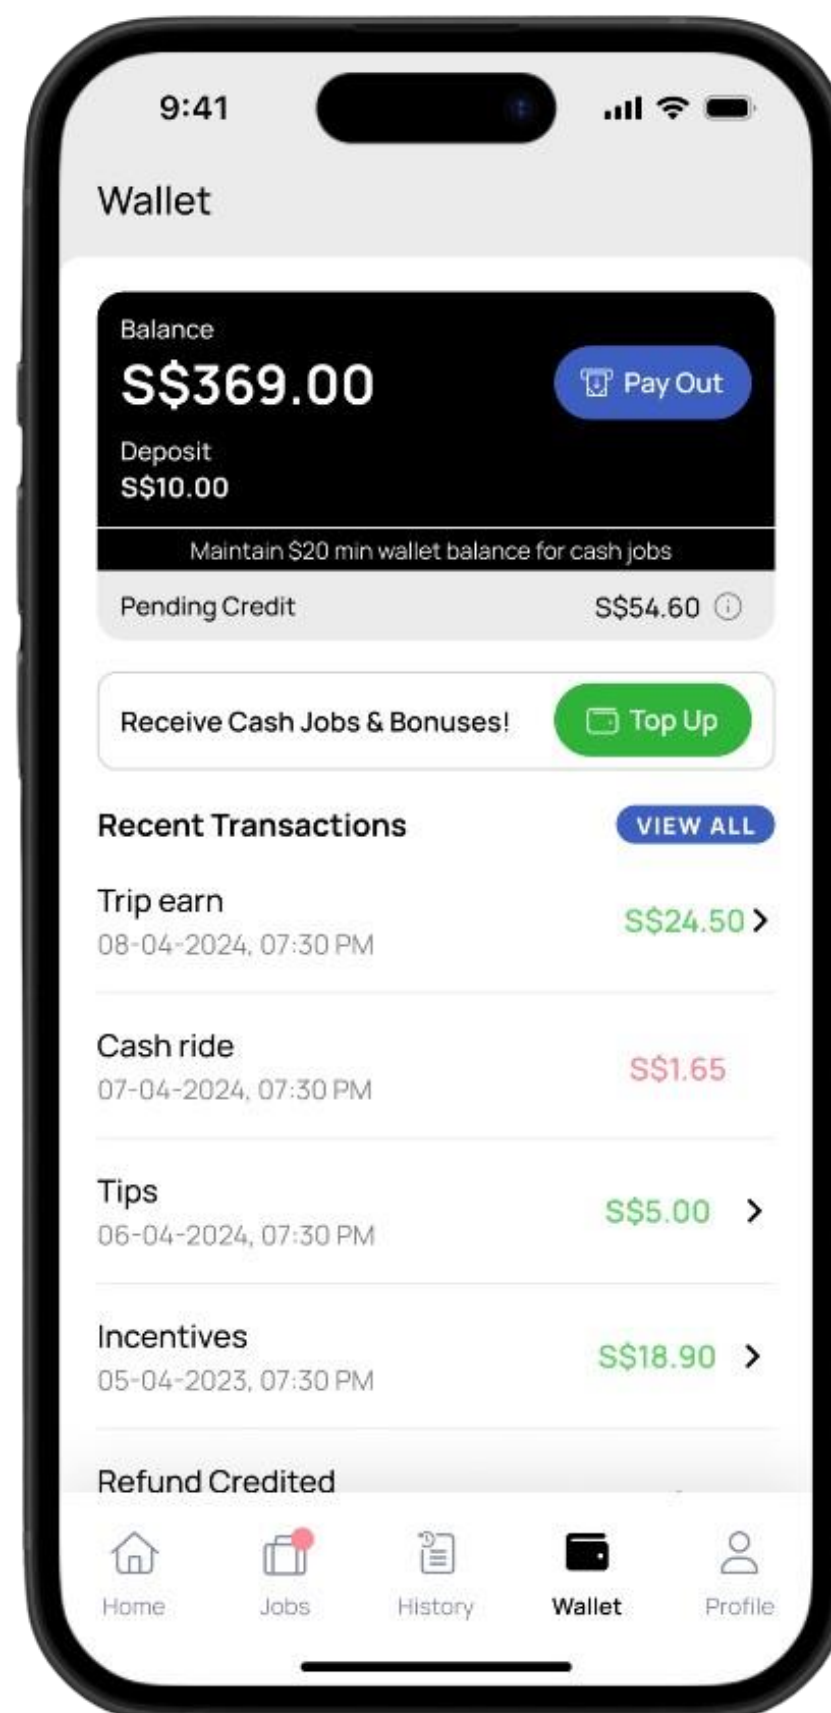 9:41
Wallet
Balance
S$369.00
Pay Out
Deposit
S$10.00
Maintain $20 min wallet balance for cash jobs
Pending Credit
S$54.60
Receive Cash Jobs & Bonuses!
Top Up
Recent Transactions
VIEW ALL
Trip earn
S$24.50
08-04-2024, 07:30 PM
Cash ride
S$1.65
07-04-2024, 07:30 PM
Tips
S$5.00
06-04-2024, 07:30 PM
Incentives
S$18.90
05-04-2023, 07:30 PM
Refund Credited
Home
Jobs
History
Wallet
Profile